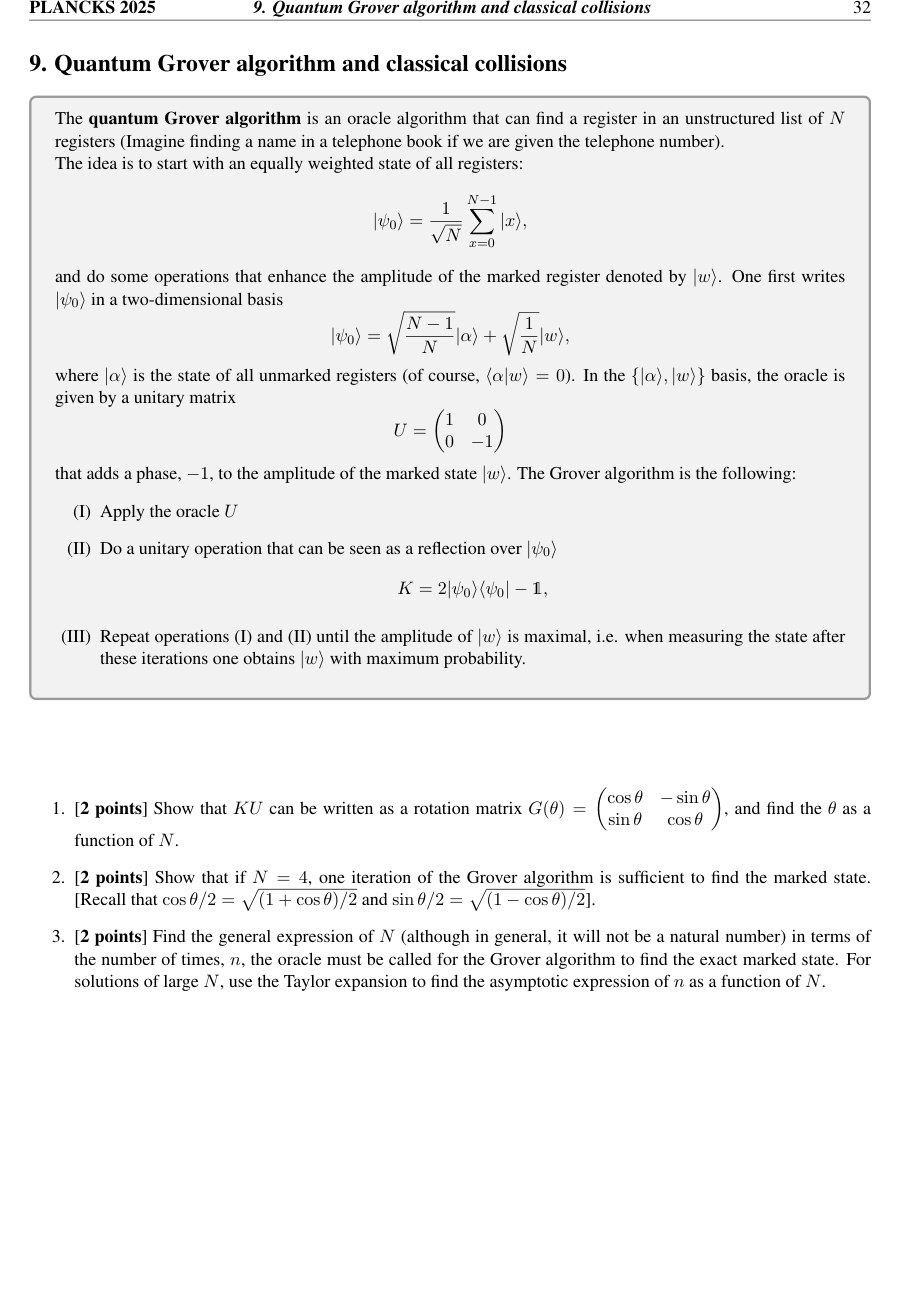 PLANCKS 2025 9. Quantum Grover algorithm and classical collisions 32
9. Quantum Grover algorithm and classical collisions
The quantum Grover algorithm is an oracle algorithm that can find a register in an unstructured list of N
registers (Imagine finding a name in a telephone book if we are given the telephone number).
The idea is to start with an equally weighted state of all registers:
|ψ₀⟩ = 1/√N ∑_{x=0}^{N−1} |x⟩,
and do some operations that enhance the amplitude of the marked register denoted by |w⟩. One first writes
|ψ₀⟩ in a two-dimensional basis
|ψ₀⟩ = √((N − 1)/N) |α⟩ + √(1/N) |w⟩,
where |α⟩ is the state of all unmarked registers (of course, ⟨α|w⟩ = 0). In the {|α⟩, |w⟩} basis, the oracle is
given by a unitary matrix
U = (1 0; 0 −1)
that adds a phase, −1, to the amplitude of the marked state |w⟩. The Grover algorithm is the following:
(I) Apply the oracle U
(II) Do a unitary operation that can be seen as a reflection over |ψ₀⟩
K = 2|ψ₀⟩⟨ψ₀| − 𝟙,
(III) Repeat operations (I) and (II) until the amplitude of |w⟩ is maximal, i.e. when measuring the state after
these iterations one obtains |w⟩ with maximum probability.
1. [2 points] Show that KU can be written as a rotation matrix G(θ) = (cos θ − sin θ; sin θ cos θ), and find the θ as a
function of N.
2. [2 points] Show that if N = 4, one iteration of the Grover algorithm is sufficient to find the marked state.
[Recall that cos θ/2 = √((1 + cos θ)/2) and sin θ/2 = √((1 − cos θ)/2)].
3. [2 points] Find the general expression of N (although in general, it will not be a natural number) in terms of
the number of times, n, the oracle must be called for the Grover algorithm to find the exact marked state. For
solutions of large N, use the Taylor expansion to find the asymptotic expression of n as a function of N.